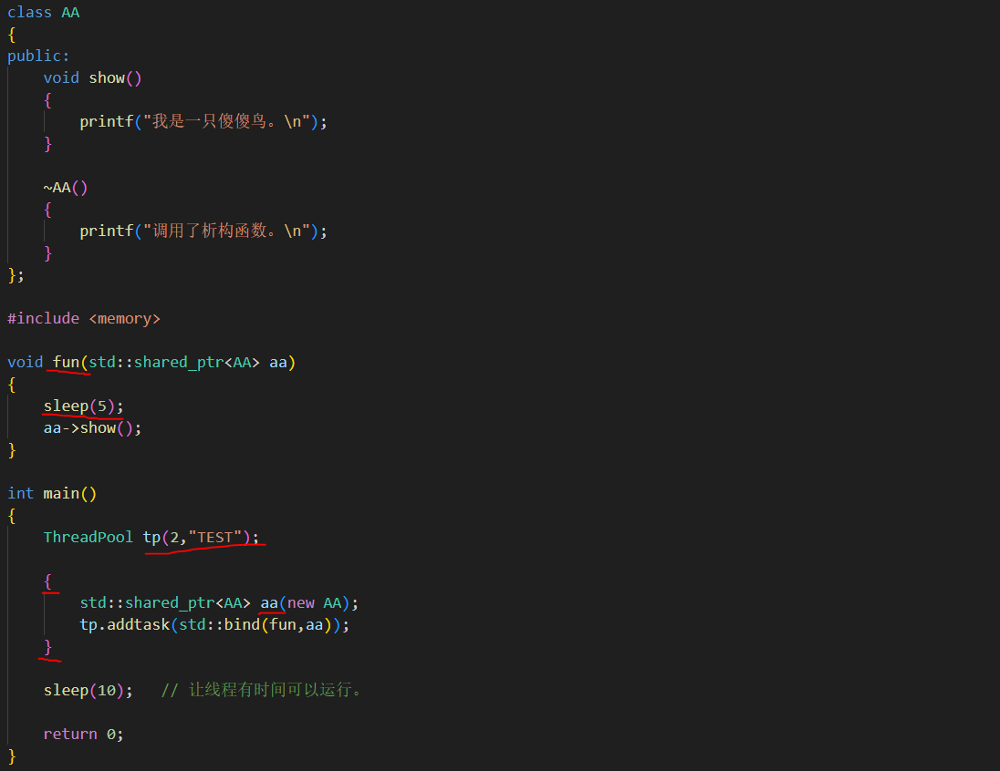 class AA
{
public:
    void show()
    {
        printf("我是一只傻傻鸟。\n");
    }

    ~AA()
    {
        printf("调用了析构函数。\n");
    }
};

#include <memory>

void fun(std::shared_ptr<AA> aa)
{
    sleep(5);
    aa->show();
}

int main()
{
    ThreadPool tp(2,"TEST");

    {
        std::shared_ptr<AA> aa(new AA);
        tp.addtask(std::bind(fun,aa));
    }

    sleep(10);   // 让线程有时间可以运行。

    return 0;
}